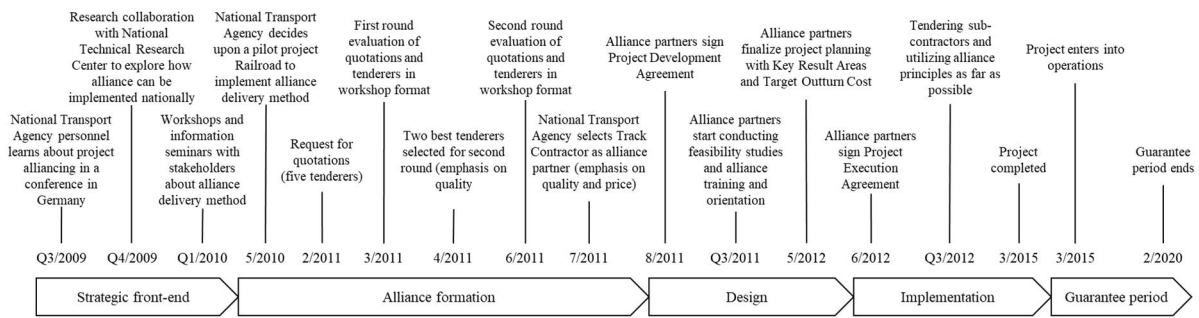 National Transport
Agency personnel
learns about project
alliancing in a
conference in
Germany
Research collaboration
with National
Technical Research
Center to explore how
alliance can be
implemented nationally
Workshops and
information
seminars with
stakeholders
about alliance
delivery method
National Transport
Agency decides
upon a pilot project
Railroad to
implement alliance
delivery method
Request for
quotations
(five tenders)
First round
evaluation of
quotations and
tenders in
workshop format
Two best tenderers
selected for second
round (emphasis on
quality
Second round
evaluation of
quotations and
tenders in
workshop format
National Transport
Agency selects Track
Contractor as alliance
partner (emphasis on
quality and price)
Alliance partners sign
Project Development
Agreement
Alliance partners
start conducting
feasibility studies
and alliance
training and
orientation
Alliance partners
finalize project planning
with Key Result Areas
and Target Outturn Cost
Alliance partners
sign Project
Execution
Agreement
Tendering sub-
contractors and
utilizing alliance
principles as far as
possible
Project
completed
Project enters into
operations
Guarantee
period ends
Q3/2009 Q4/2009 Q1/2010 5/2010 2/2011 3/2011 4/2011 6/2011 7/2011 8/2011 Q3/2011 5/2012 6/2012 Q3/2012 3/2015 3/2015 2/2020
Strategic front-end Alliance formation Design Implementation Guarantee period